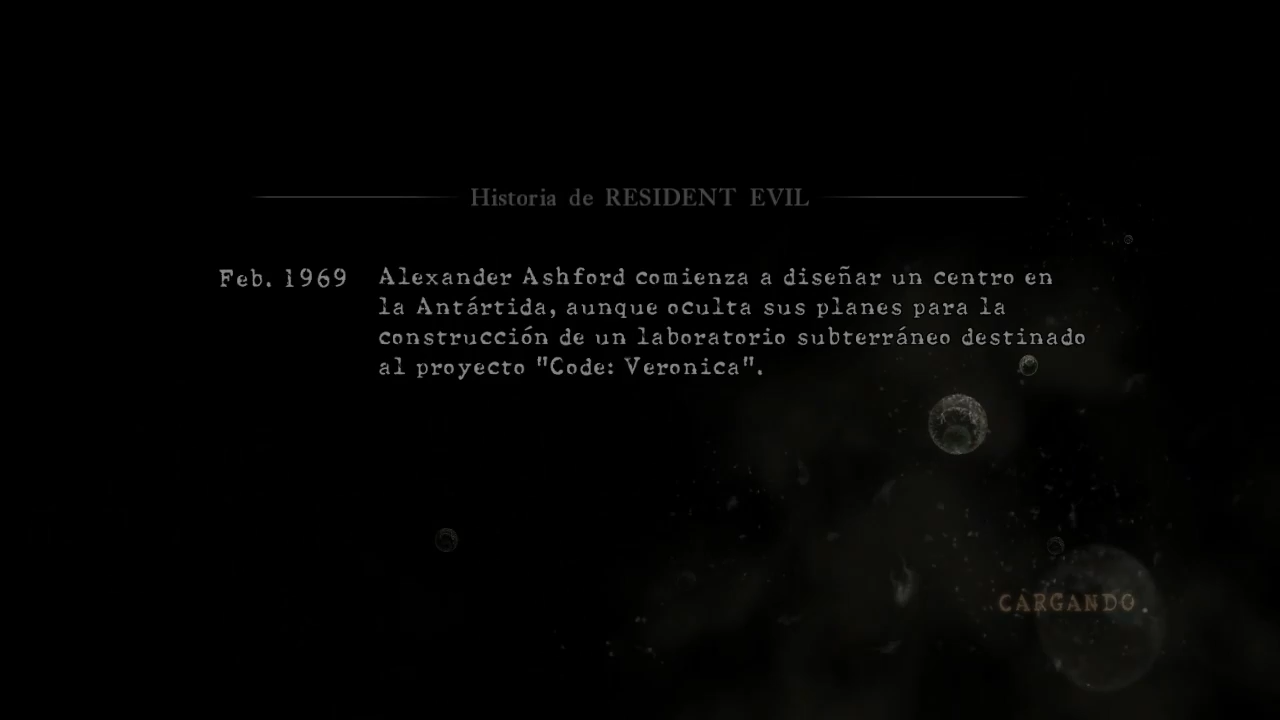 Historia de RESIDENT EVIL
Feb. 1969 Alexander Ashford comienza a diseñar un centro en
la Antártida, aunque oculta sus planes para la
construcción de un laboratorio subterráneo destinado
al proyecto "Code: Veronica".
CARGANDO.